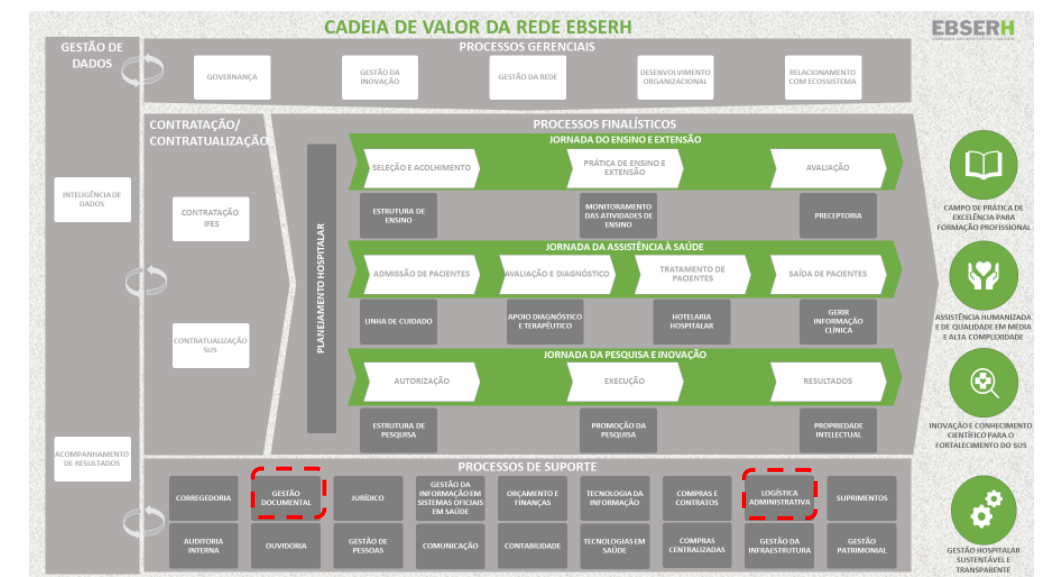 CADEIA DE VALOR DA REDE EBSERH
EBSERH
GESTÃO DE
DADOS
INTELIGÊNCIA DE
DADOS
ACOMPANHAMENTO
DE RESULTADOS
PROCESSOS GERENCIAIS
GOVERNANÇA
GESTÃO DA
INOVAÇÃO
GESTÃO DA REDE
DESENVOLVIMENTO
ORGANIZACIONAL
RELACIONAMENTO
COM ECOSSISTEMA
CONTRATAÇÃO/
CONTRATUALIZAÇÃO
CONTRATAÇÃO
IFES
CONTRATUALIZAÇÃO
SUS
PLANEJAMENTO HOSPITALAR
PROCESSOS FINALÍSTICOS
JORNADA DO ENSINO E EXTENSÃO
SELEÇÃO E ACOLHIMENTO
PRÁTICA DE ENSINO E
EXTENSÃO
AVALIAÇÃO
ESTRUTURA DE
ENSINO
MONITORAMENTO
DAS ATIVIDADES DE
ENSINO
PRECEPTORIA
JORNADA DA ASSISTÊNCIA À SAÚDE
ADMISSÃO DE PACIENTES
AVALIAÇÃO E DIAGNÓSTICO
TRATAMENTO DE
PACIENTES
SAÍDA DE PACIENTES
LINHA DE CUIDADO
APOIO DIAGNÓSTICO
E TERAPÊUTICO
HOTELARIA
HOSPITALAR
GERIR
INFORMAÇÃO
CLÍNICA
JORNADA DA PESQUISA E INOVAÇÃO
AUTORIZAÇÃO
EXECUÇÃO
RESULTADOS
ESTRUTURA DE
PESQUISA
PROMOÇÃO DA
PESQUISA
PROPRIEDADE
INTELECTUAL
PROCESSOS DE SUPORTE
CORREGEDORIA
GESTÃO
DOCUMENTAL
JURÍDICO
GESTÃO DA
INFORMAÇÃO EM
SISTEMAS OFICIAIS
EM SAÚDE
ORÇAMENTO E
FINANÇAS
TECNOLOGIA DA
INFORMAÇÃO
COMPRAS E
CONTRATOS
LOGÍSTICA
ADMINISTRATIVA
SUPRIMENTOS
AUDITORIA
INTERNA
OUVIDORIA
GESTÃO DE
PESSOAS
COMUNICAÇÃO
CONTABILIDADE
TECNOLOGIAS EM
SAÚDE
COMPRAS
CENTRALIZADAS
GESTÃO DA
INFRAESTRUTURA
GESTÃO
PATRIMONIAL
CAMPO DE PRÁTICA DE
EXCELÊNCIA PARA
FORMAÇÃO PROFISSIONAL
ASSISTÊNCIA HUMANIZADA
E DE QUALIDADE EM MÉDIA
E ALTA COMPLEXIDADE
INOVAÇÃO E CONHECIMENTO
CIENTÍFICO PARA O
FORTALECIMENTO DO SUS
GESTÃO HOSPITALAR
SUSTENTÁVEL E
TRANSPARENTE